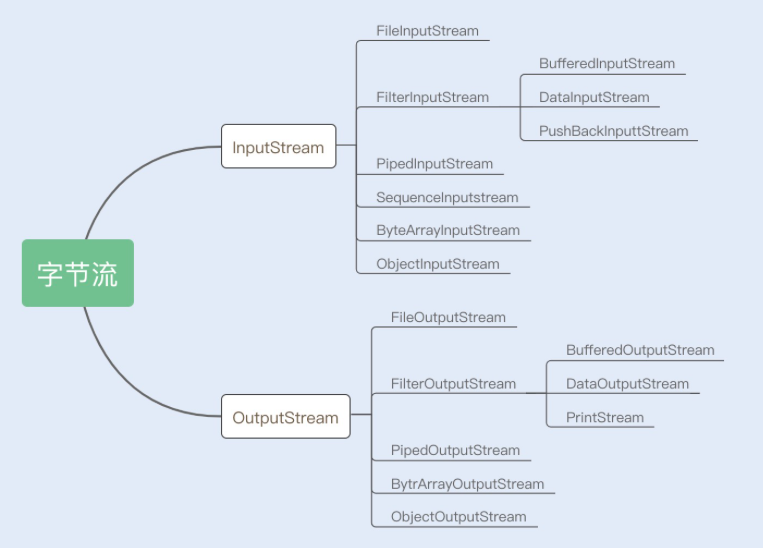 字节流
InputStream
FileInputStream
FilterInputStream
BufferedInputStream
DataInputStream
PushBackInputtStream
PipedInputStream
SequenceInputstream
ByteArrayInputStream
ObjectInputStream
OutputStream
FileOutputStream
FilterOutputStream
BufferedOutputStream
DataOutputStream
PrintStream
PipedOutputStream
BytrArrayOutputStream
ObjectOutputStream